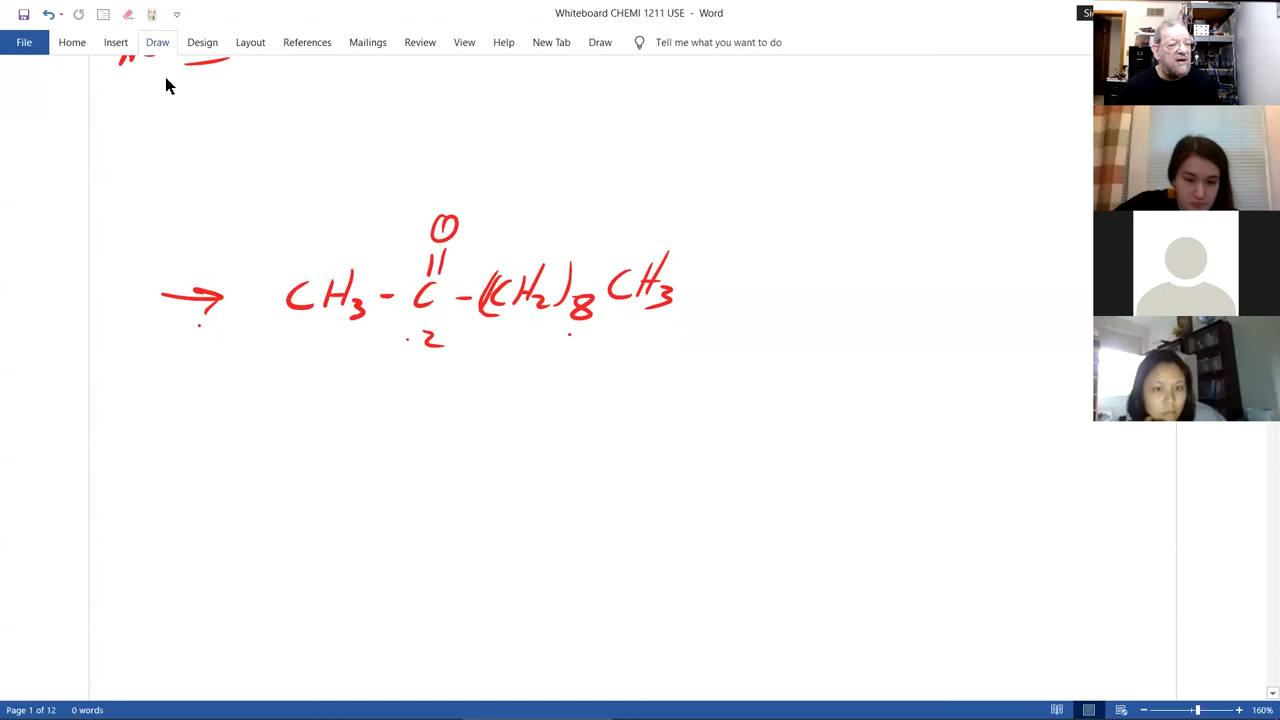 Whiteboard CHEMI 1211 USE - Word
File Home Insert Draw Design Layout References Mailings Review View Help New Tab Draw Tell me what you want to do
O
||
→ CH3 - C - (CH2)8 CH3
2
Page 1 of 12 0 words 160%